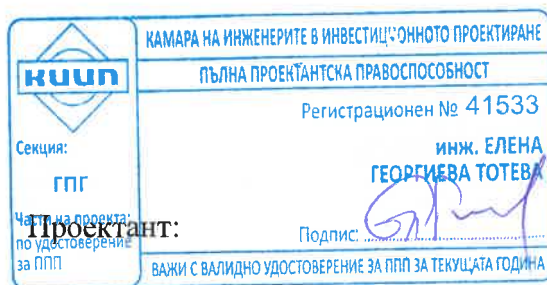 КАМАРА НА ИНЖЕНЕРИТЕ В ИНВЕСТИЦИОННОТО ПРОЕКТИРАНЕ
КИИП
ПЪЛНА ПРОЕКТАНТСКА ПРАВОСПОСОБНОСТ
Регистрационен № 41533
Секция:
ГПГ
инж. ЕЛЕНА
ГЕОРГИЕВА ТОТЕВА
Части на проекта:
Проектант:
по удостоверение
за ППП
Подпис:
ВАЖИ С ВАЛИДНО УДОСТОВЕРЕНИЕ ЗА ППП ЗА ТЕКУЩАТА ГОДИНА